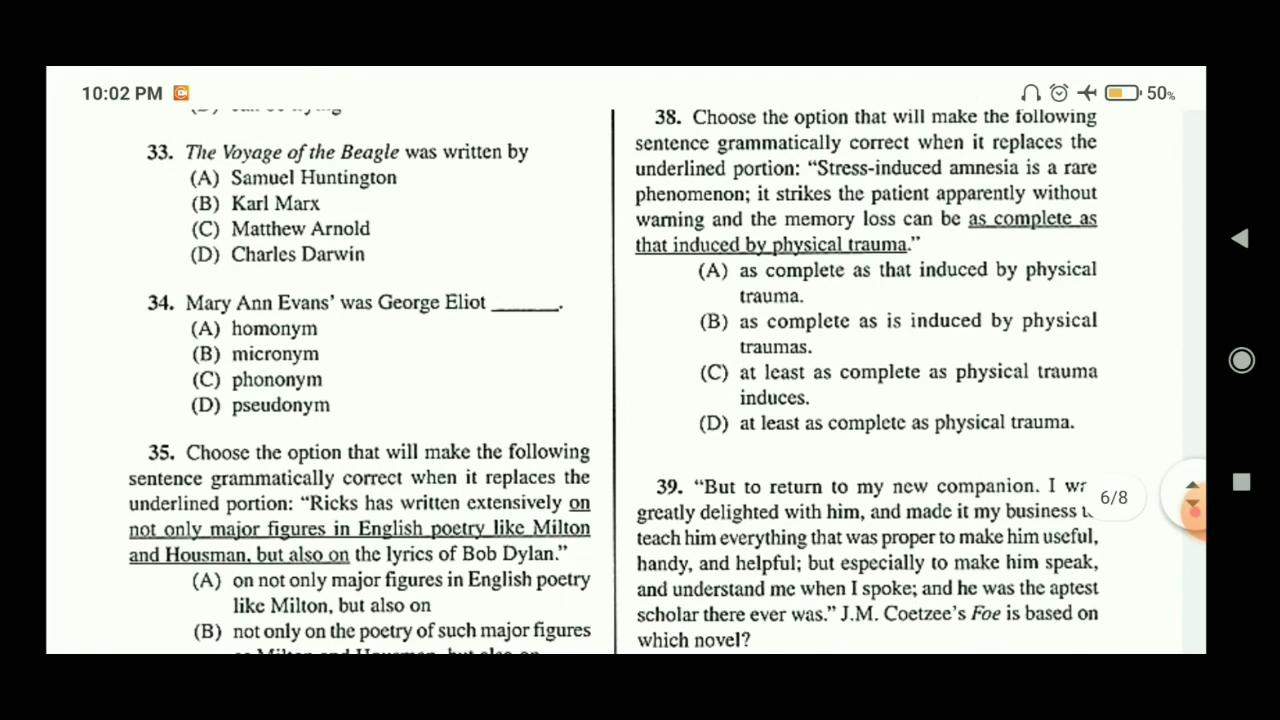 10:02 PM
50%
33. The Voyage of the Beagle was written by
(A) Samuel Huntington
(B) Karl Marx
(C) Matthew Arnold
(D) Charles Darwin
34. Mary Ann Evans' was George Eliot ______.
(A) homonym
(B) micronym
(C) phononym
(D) pseudonym
35. Choose the option that will make the following
sentence grammatically correct when it replaces the
underlined portion: “Ricks has written extensively on
not only major figures in English poetry like Milton
and Housman, but also on the lyrics of Bob Dylan.”
(A) on not only major figures in English poetry
like Milton, but also on
(B) not only on the poetry of such major figures
38. Choose the option that will make the following
sentence grammatically correct when it replaces the
underlined portion: “Stress-induced amnesia is a rare
phenomenon; it strikes the patient apparently without
warning and the memory loss can be as complete as
that induced by physical trauma.”
(A) as complete as that induced by physical
trauma.
(B) as complete as is induced by physical
traumas.
(C) at least as complete as physical trauma
induces.
(D) at least as complete as physical trauma.
39. “But to return to my new companion. I
greatly delighted with him, and made it my business
teach him everything that was proper to make him useful,
handy, and helpful; but especially to make him speak,
and understand me when I spoke; and he was the aptest
scholar there ever was.” J.M. Coetzee's Foe is based on
which novel?
6/8